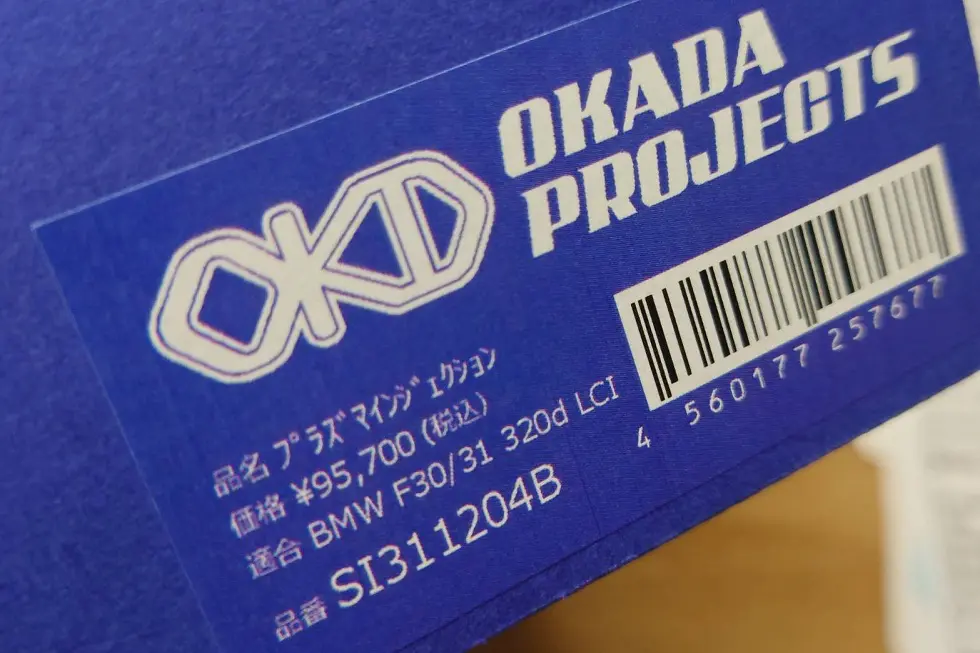 OKD
OKADA
PROJECTS
4 560177 257677
品名 ﾌﾟﾗｽﾞﾏｲﾝｼﾞｪｸｼｮﾝ
価格 ¥95,700 (税込)
適合 BMW F30/31 320d LCI
品番 SI311204B